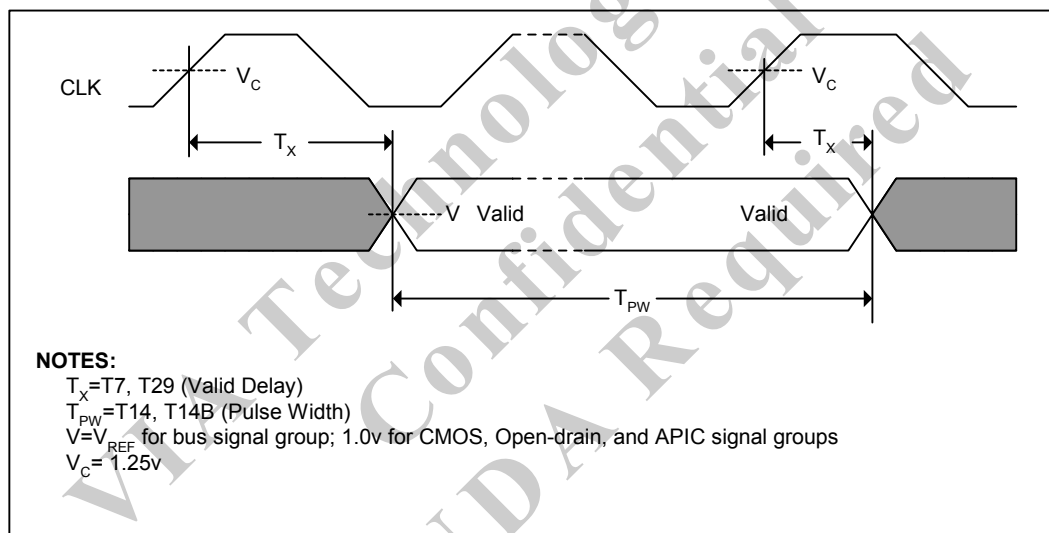 CLK
V_C
V_C
T_X
T_X
V Valid
Valid
T_PW
NOTES:
T_X=T7, T29 (Valid Delay)
T_PW=T14, T14B (Pulse Width)
V=V_REF for bus signal group; 1.0v for CMOS, Open-drain, and APIC signal groups
V_C= 1.25v
VIA Technolog
Confidential
NDA Required